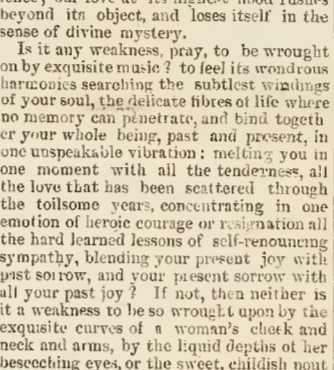 beyond its object, and loses itself in the
sense of divine mystery.
Is it any weakness, pray, to be wrought
on by exquisite music ? to feel its wondrous
harmonies searching the subtlest windings
of your soul, the delicate fibres of life where
no memory can penetrate, and bind togeth
er your whole being, past and present, in
one unspeakable vibration : melting you in
one moment with all the tenderness, all
the love that has been scattered through
the toilsome years, concentrating in one
emotion of heroic courage or resignation all
the hard learned lessons of self-renouncing
sympathy, blending your present joy with
past sorrow, and your present sorrow with
all your past joy ? If not, then neither is
it a weakness to be so wrought upon by the
exquisite curves of a woman's cheek and
neck and arms, by the liquid depths of her
beseeching eyes, or the sweet, childish pout